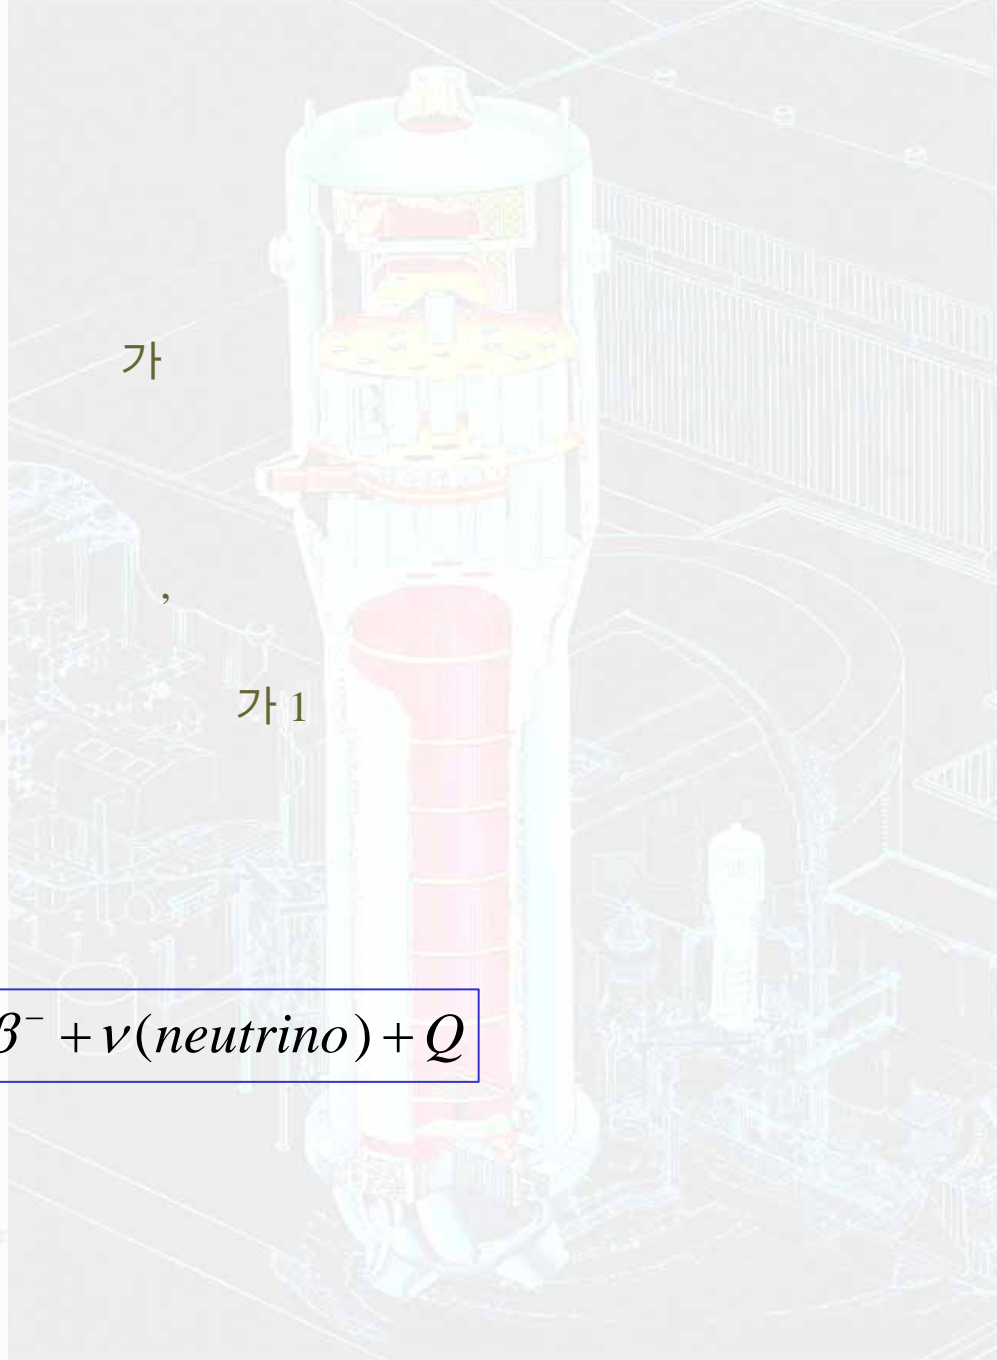 가
,
가 1
β⁻ + ν(neutrino) + Q